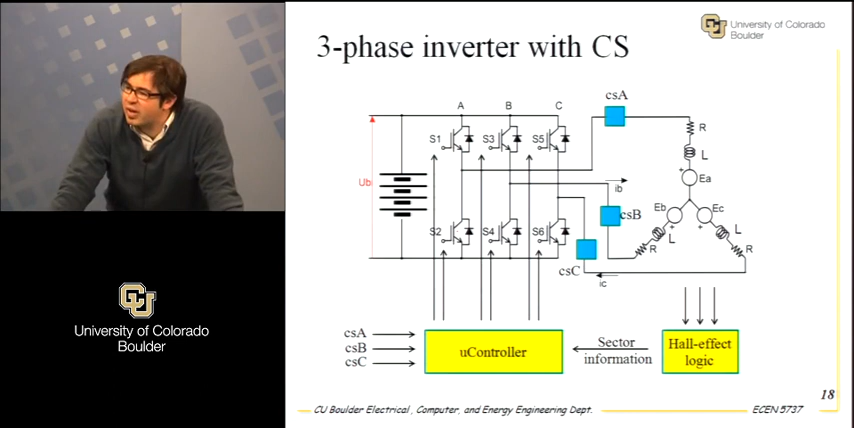 CU
University of Colorado
Boulder
3-phase inverter with CS
CU
University of Colorado
Boulder
csA
A
B
C
R
S1
S3
S5
L
Ea
Ub
ib
Eb
Ec
csB
S2
S4
S6
L
L
R
R
csC
ic
csA
csB
csC
uController
Sector
information
Hall-effect
logic
18
CU Boulder Electrical, Computer, and Energy Engineering Dept.
ECEN 5737